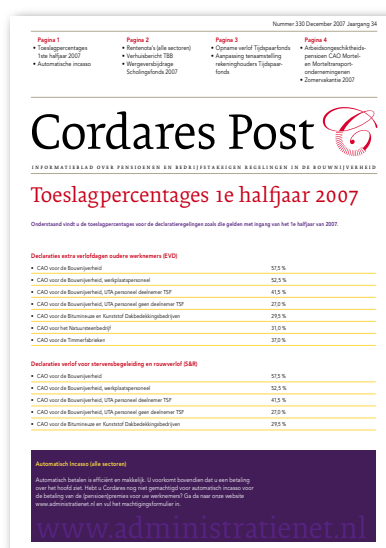 Nummer 330 December 2007 Jaargang 34
Pagina 1
• Toeslagpercentages
1ste halfjaar 2007
• Automatische incasso
Pagina 2
• Rentenota's (alle sectoren)
• Verhuisbericht TBB
• Wergeversbijdrage
Scholingsfonds 2007
Pagina 3
• Opname verlof Tijdspaarfonds
• Aanpassing tenaamstelling
rekeninghouders Tijdspaar-
fonds
Pagina 4
• Arbeidsongeschiktheids-
pensioen CAO Mortel-
en Morteltransport-
ondernemingenen
• Zomervakantie 2007
Cordares Post
INFORMATIEBLAD OVER PENSIOENEN EN BEDRIJFSTAKEIGEN REGELINGEN IN DE BOUWNIJVERHEID
Toeslagpercentages 1e halfjaar 2007
Onderstaand vindt u de toeslagpercentages voor de declaratieregelingen zoals die gelden met ingang van het 1e halfjaar van 2007.
Declaraties extra verlofdagen oudere werknemers (EVD)
• CAO voor de Bouwnijverheid 57,5 %
• CAO voor de Bouwnijverheid, werkplaatspersoneel 52,5 %
• CAO voor de Bouwnijverheid, UTA personeel deelnemer TSF 41,5 %
• CAO voor de Bouwnijverheid, UTA personeel geen deelnemer TSF 27,0 %
• CAO voor de Bitumineuze en Kunststof Dakbedekkingsbedrijven 29,5 %
• CAO voor het Natuursteenbedrijf 31,0 %
• CAO voor de Timmerfabrieken 37,0 %
Declaraties verlof voor stervensbegeleiding en rouwverlof (S&R)
• CAO voor de Bouwnijverheid 57,5 %
• CAO voor de Bouwnijverheid, werkplaatspersoneel 52,5 %
• CAO voor de Bouwnijverheid, UTA personeel deelnemer TSF 41,5 %
• CAO voor de Bouwnijverheid, UTA personeel geen deelnemer TSF 27,0 %
• CAO voor de Bitumineuze en Kunststof Dakbedekkingsbedrijven 29,5 %
Automatisch Incasso (alle sectoren)
Automatisch betalen is efficiënt en makkelijk. U voorkomt bovendien dat u een betaling
over het hoofd ziet. Hebt u Cordares nog niet gemachtigd voor automatisch incasso voor
de betaling van de (pensioen)premies voor uw werknemers? Ga da naar onze website
www.administratienet.nl en vul het machtigingsformulier in.
www.administratienet.nl